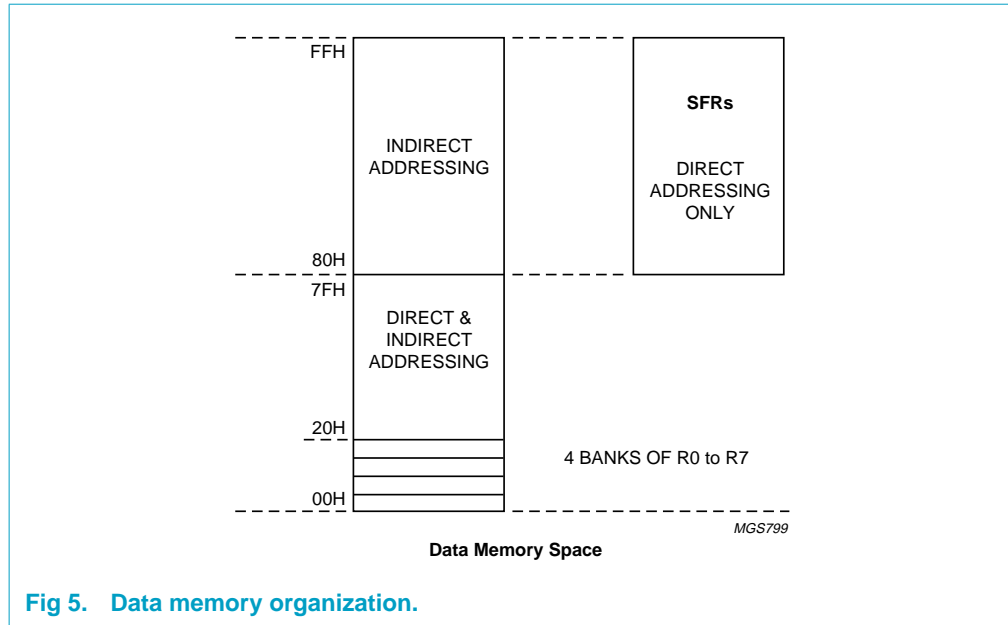 FFH
SFRs
INDIRECT
ADDRESSING
DIRECT
ADDRESSING
ONLY
80H
7FH
DIRECT &
INDIRECT
ADDRESSING
20H
4 BANKS OF R0 to R7
00H
MGS799
Data Memory Space
Fig 5. Data memory organization.